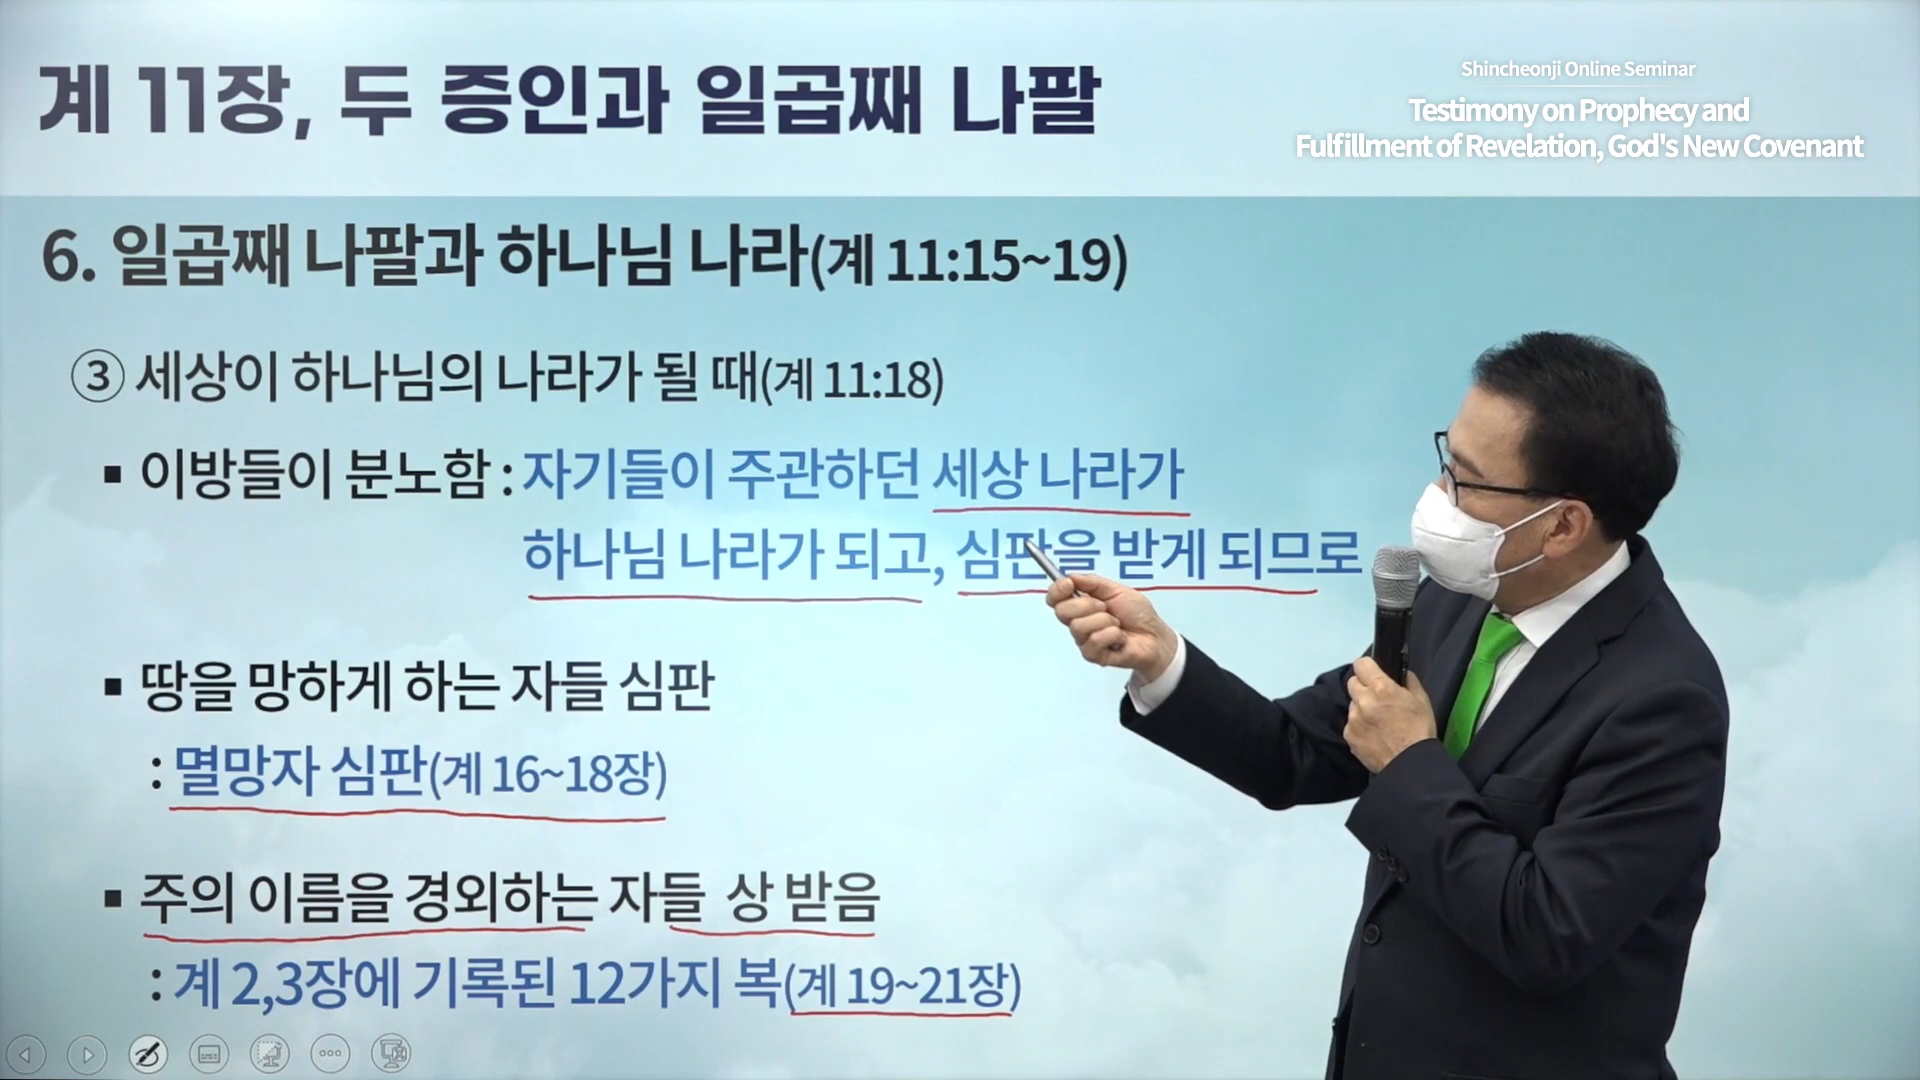 계 11장, 두 증인과 일곱째 나팔
Shincheonji Online Seminar
Testimony on Prophecy and
Fulfillment of Revelation, God's New Covenant
6. 일곱째 나팔과 하나님 나라(계 11:15~19)
③ 세상이 하나님의 나라가 될 때(계 11:18)
▪ 이방들이 분노함 : 자기들이 주관하던 세상 나라가
하나님 나라가 되고, 심판을 받게 되므로
▪ 땅을 망하게 하는 자들 심판
: 멸망자 심판(계 16~18장)
▪ 주의 이름을 경외하는 자들 상 받음
: 계 2,3장에 기록된 12가지 복(계 19~21장)